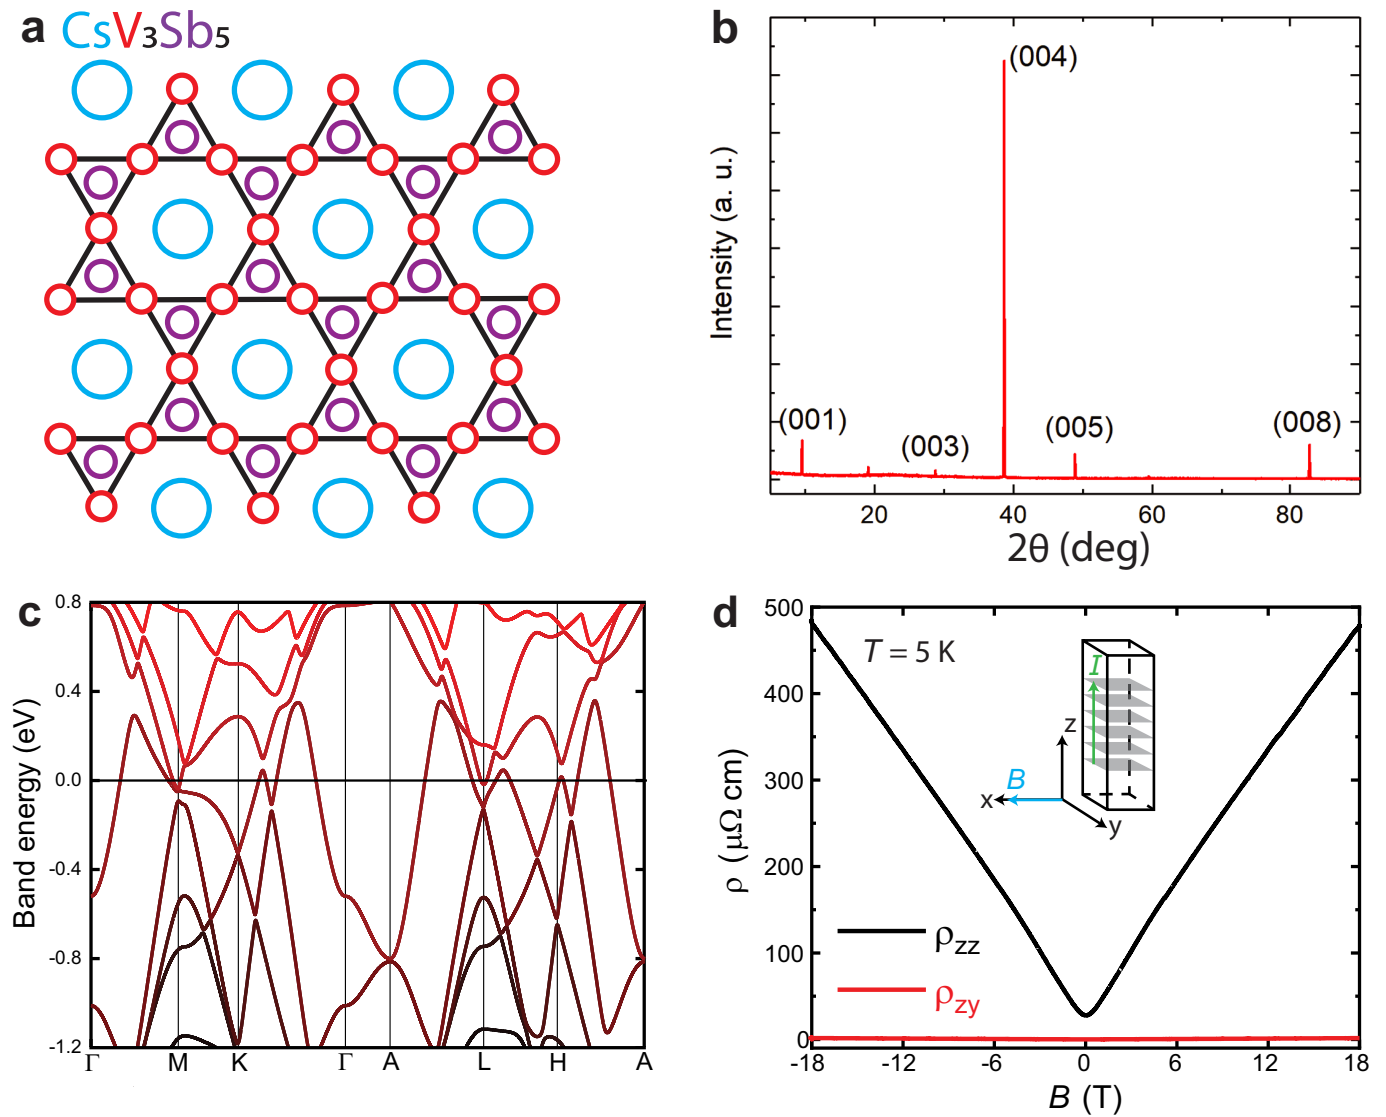 a CsV₃Sb₅
b
(004)
(001)
(003)
(005)
(008)
Intensity (a. u.)
20 40 60 80
2θ (deg)
c
0.8
0.4
0.0
-0.4
-0.8
-1.2
Band energy (eV)
Γ M K Γ A L H A
d
500
400
300
200
100
0
ρ (μΩ cm)
T = 5 K
I
z
B
x
y
ρzz
ρzy
-18 -12 -6 0 6 12 18
B (T)